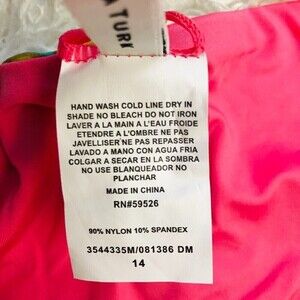 A TURK
HAND WASH COLD LINE DRY IN
SHADE NO BLEACH DO NOT IRON
LAVER A LA MAIN A L'EAU FROIDE
ETENDRE A L'OMBRE NE PAS
JAVELLISER NE PAS REPASSER
LAVADO A MANO CON AGUA FRIA
COLGAR A SECAR EN LA SOMBRA
NO USE BLANQUEADOR NO
PLANCHAR
MADE IN CHINA
RN#59526
90% NYLON 10% SPANDEX
3544335M/081386 DM
14